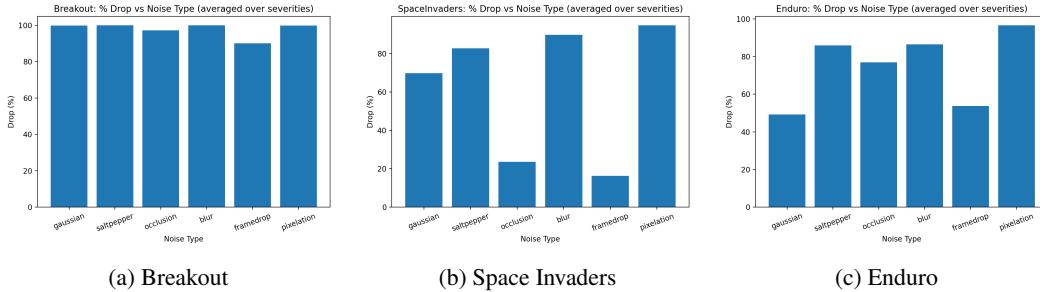 Breakout: % Drop vs Noise Type (averaged over severities)
100
80
60
40
20
0
Drop (%)
gaussian
saltpepper
occlusion
blur
framedrop
pixelation
Noise Type
(a) Breakout
SpaceInvaders: % Drop vs Noise Type (averaged over severities)
80
60
40
20
0
Drop (%)
gaussian
saltpepper
occlusion
blur
framedrop
pixelation
Noise Type
(b) Space Invaders
Enduro: % Drop vs Noise Type (averaged over severities)
100
80
60
40
20
0
Drop (%)
gaussian
saltpepper
occlusion
blur
framedrop
pixelation
Noise Type
(c) Enduro